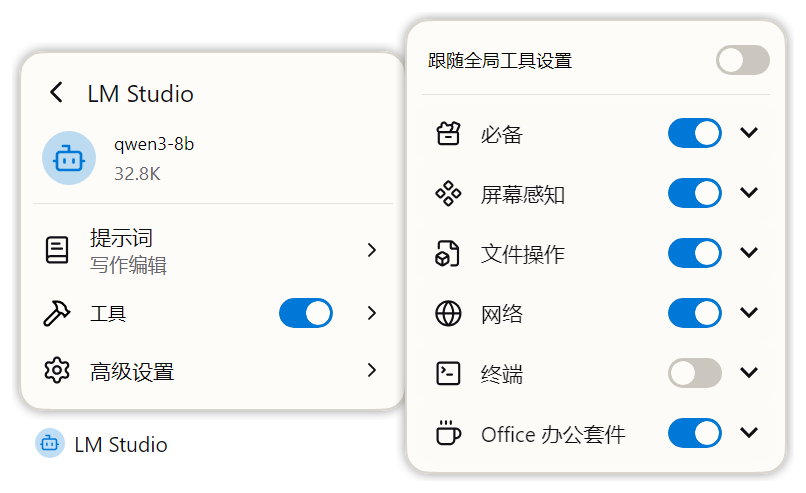 LM Studio
qwen3-8b
32.8K
提示词
写作编辑
工具
高级设置
LM Studio
跟随全局工具设置
必备
屏幕感知
文件操作
网络
终端
Office 办公套件